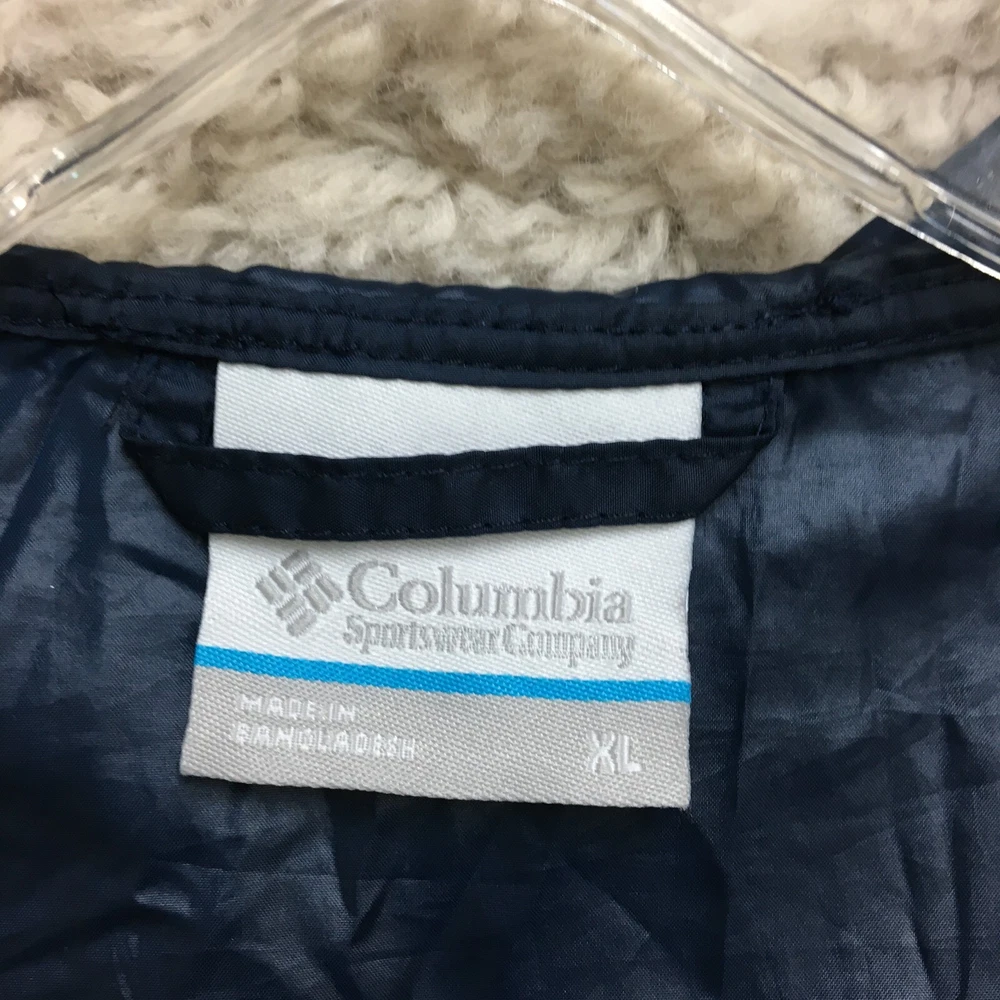 Columbia
Sportswear Company
MADE IN
BANGLADESH
XL